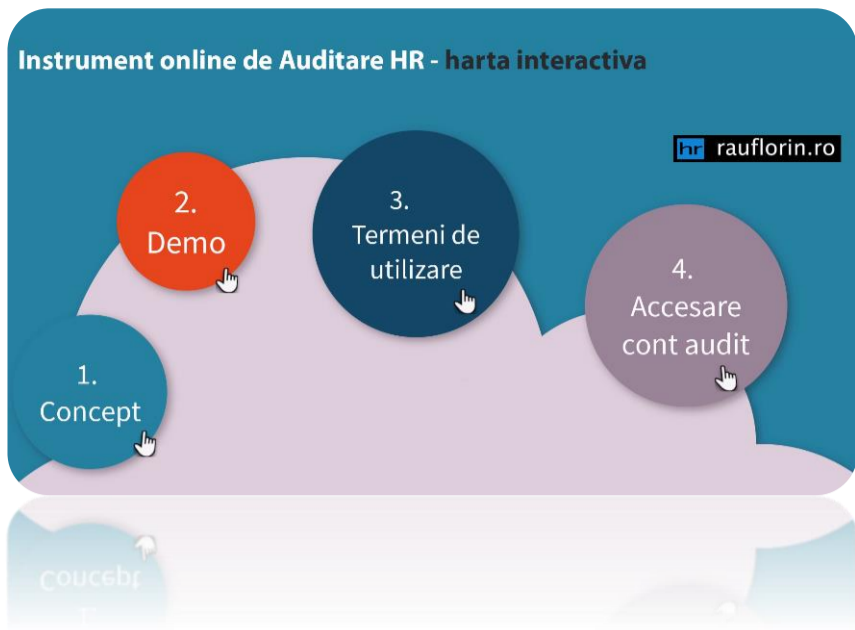 Instrument online de Auditare HR - harta interactiva
hr rauflorin.ro
2.
Demo
3.
Termeni de
utilizare
4.
Accesare
cont audit
1.
Concept